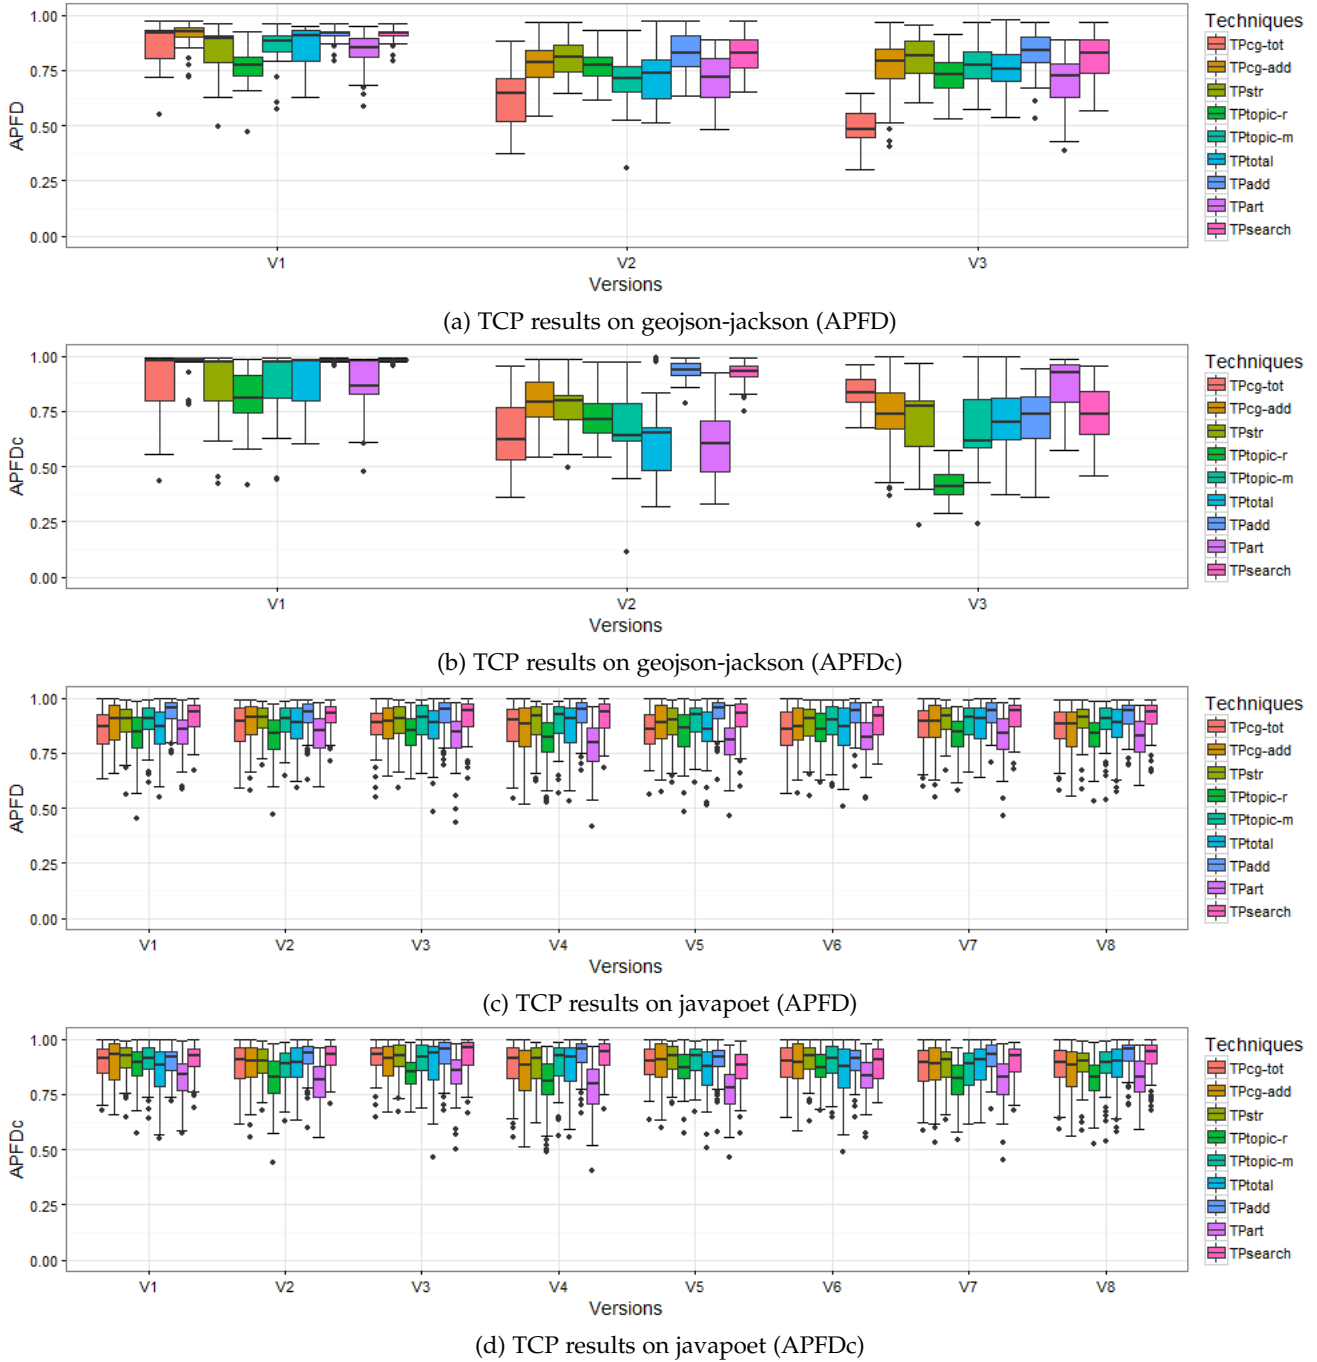 1.00
0.75
0.50
0.25
0.00
APFD
V1
V2
V3
Versions
Techniques
TPcg-tot
TPcg-add
TPstr
TPtopic-r
TPtopic-m
TPtotal
TPadd
TPart
TPsearch
(a) TCP results on geojson-jackson (APFD)
1.00
0.75
0.50
0.25
0.00
APFDc
V1
V2
V3
Versions
Techniques
TPcg-tot
TPcg-add
TPstr
TPtopic-r
TPtopic-m
TPtotal
TPadd
TPart
TPsearch
(b) TCP results on geojson-jackson (APFDc)
1.00
0.75
0.50
0.25
0.00
APFD
V1
V2
V3
V4
V5
V6
V7
V8
Versions
Techniques
TPcg-tot
TPcg-add
TPstr
TPtopic-r
TPtopic-m
TPtotal
TPadd
TPart
TPsearch
(c) TCP results on javapoet (APFD)
1.00
0.75
0.50
0.25
0.00
APFDc
V1
V2
V3
V4
V5
V6
V7
V8
Versions
Techniques
TPcg-tot
TPcg-add
TPstr
TPtopic-r
TPtopic-m
TPtotal
TPadd
TPart
TPsearch
(d) TCP results on javapoet (APFDc)